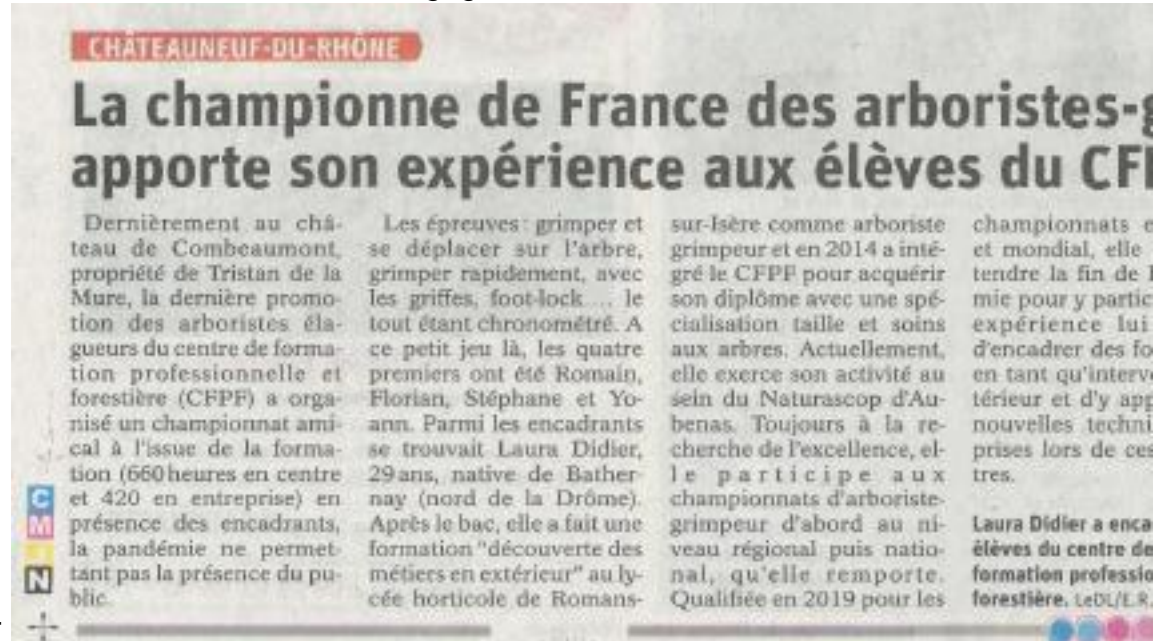 CHÂTEAUNEUF-DU-RHÔNE
La championne de France des arboristes-g
apporte son expérience aux élèves du CFP
Dernièrement au châ-
teau de Combeaumont,
propriété de Tristan de la
Mure, la dernière promo-
tion des arboristes éla-
gueurs du centre de forma-
tion professionnelle et
forestière (CFPF) a orga-
nisé un championnat ami-
cal à l'issue de la forma-
tion (660 heures en centre
et 420 en entreprise) en
présence des encadrants,
la pandémie ne permet-
tant pas la présence du pu-
blic.
Les épreuves : grimper et
se déplacer sur l'arbre,
grimper rapidement, avec
les griffes, foot-lock.... le
tout étant chronométré. A
ce petit jeu là, les quatre
premiers ont été Romain,
Florian, Stéphane et Yo-
ann. Parmi les encadrants
se trouvait Laura Didier,
29 ans, native de Bather-
nay (nord de la Drôme).
Après le bac, elle a fait une
formation "découverte des
métiers en extérieur" au ly-
cée horticole de Romans-
sur-Isère comme arboriste
grimpeur et en 2014 a inté-
gré le CFPF pour acquérir
son diplôme avec une spé-
cialisation taille et soins
aux arbres. Actuellement,
elle exerce son activité au
sein du Naturascop d'Au-
benas. Toujours à la re-
cherche de l'excellence, el-
le participe aux
championnats d'arboriste-
grimpeur d'abord au ni-
veau régional puis natio-
nal, qu'elle remporte.
Qualifiée en 2019 pour les
championnats e
et mondial, elle
tendre la fin de
mie pour y partic
expérience lui
d'encadrer des fo
en tant qu'interv
térieur et d'y app
nouvelles techni
prises lors de ces
tres.
Laura Didier a enca
élèves du centre de
formation professio
forestière. LeDL/E.R.
C
M
J
N